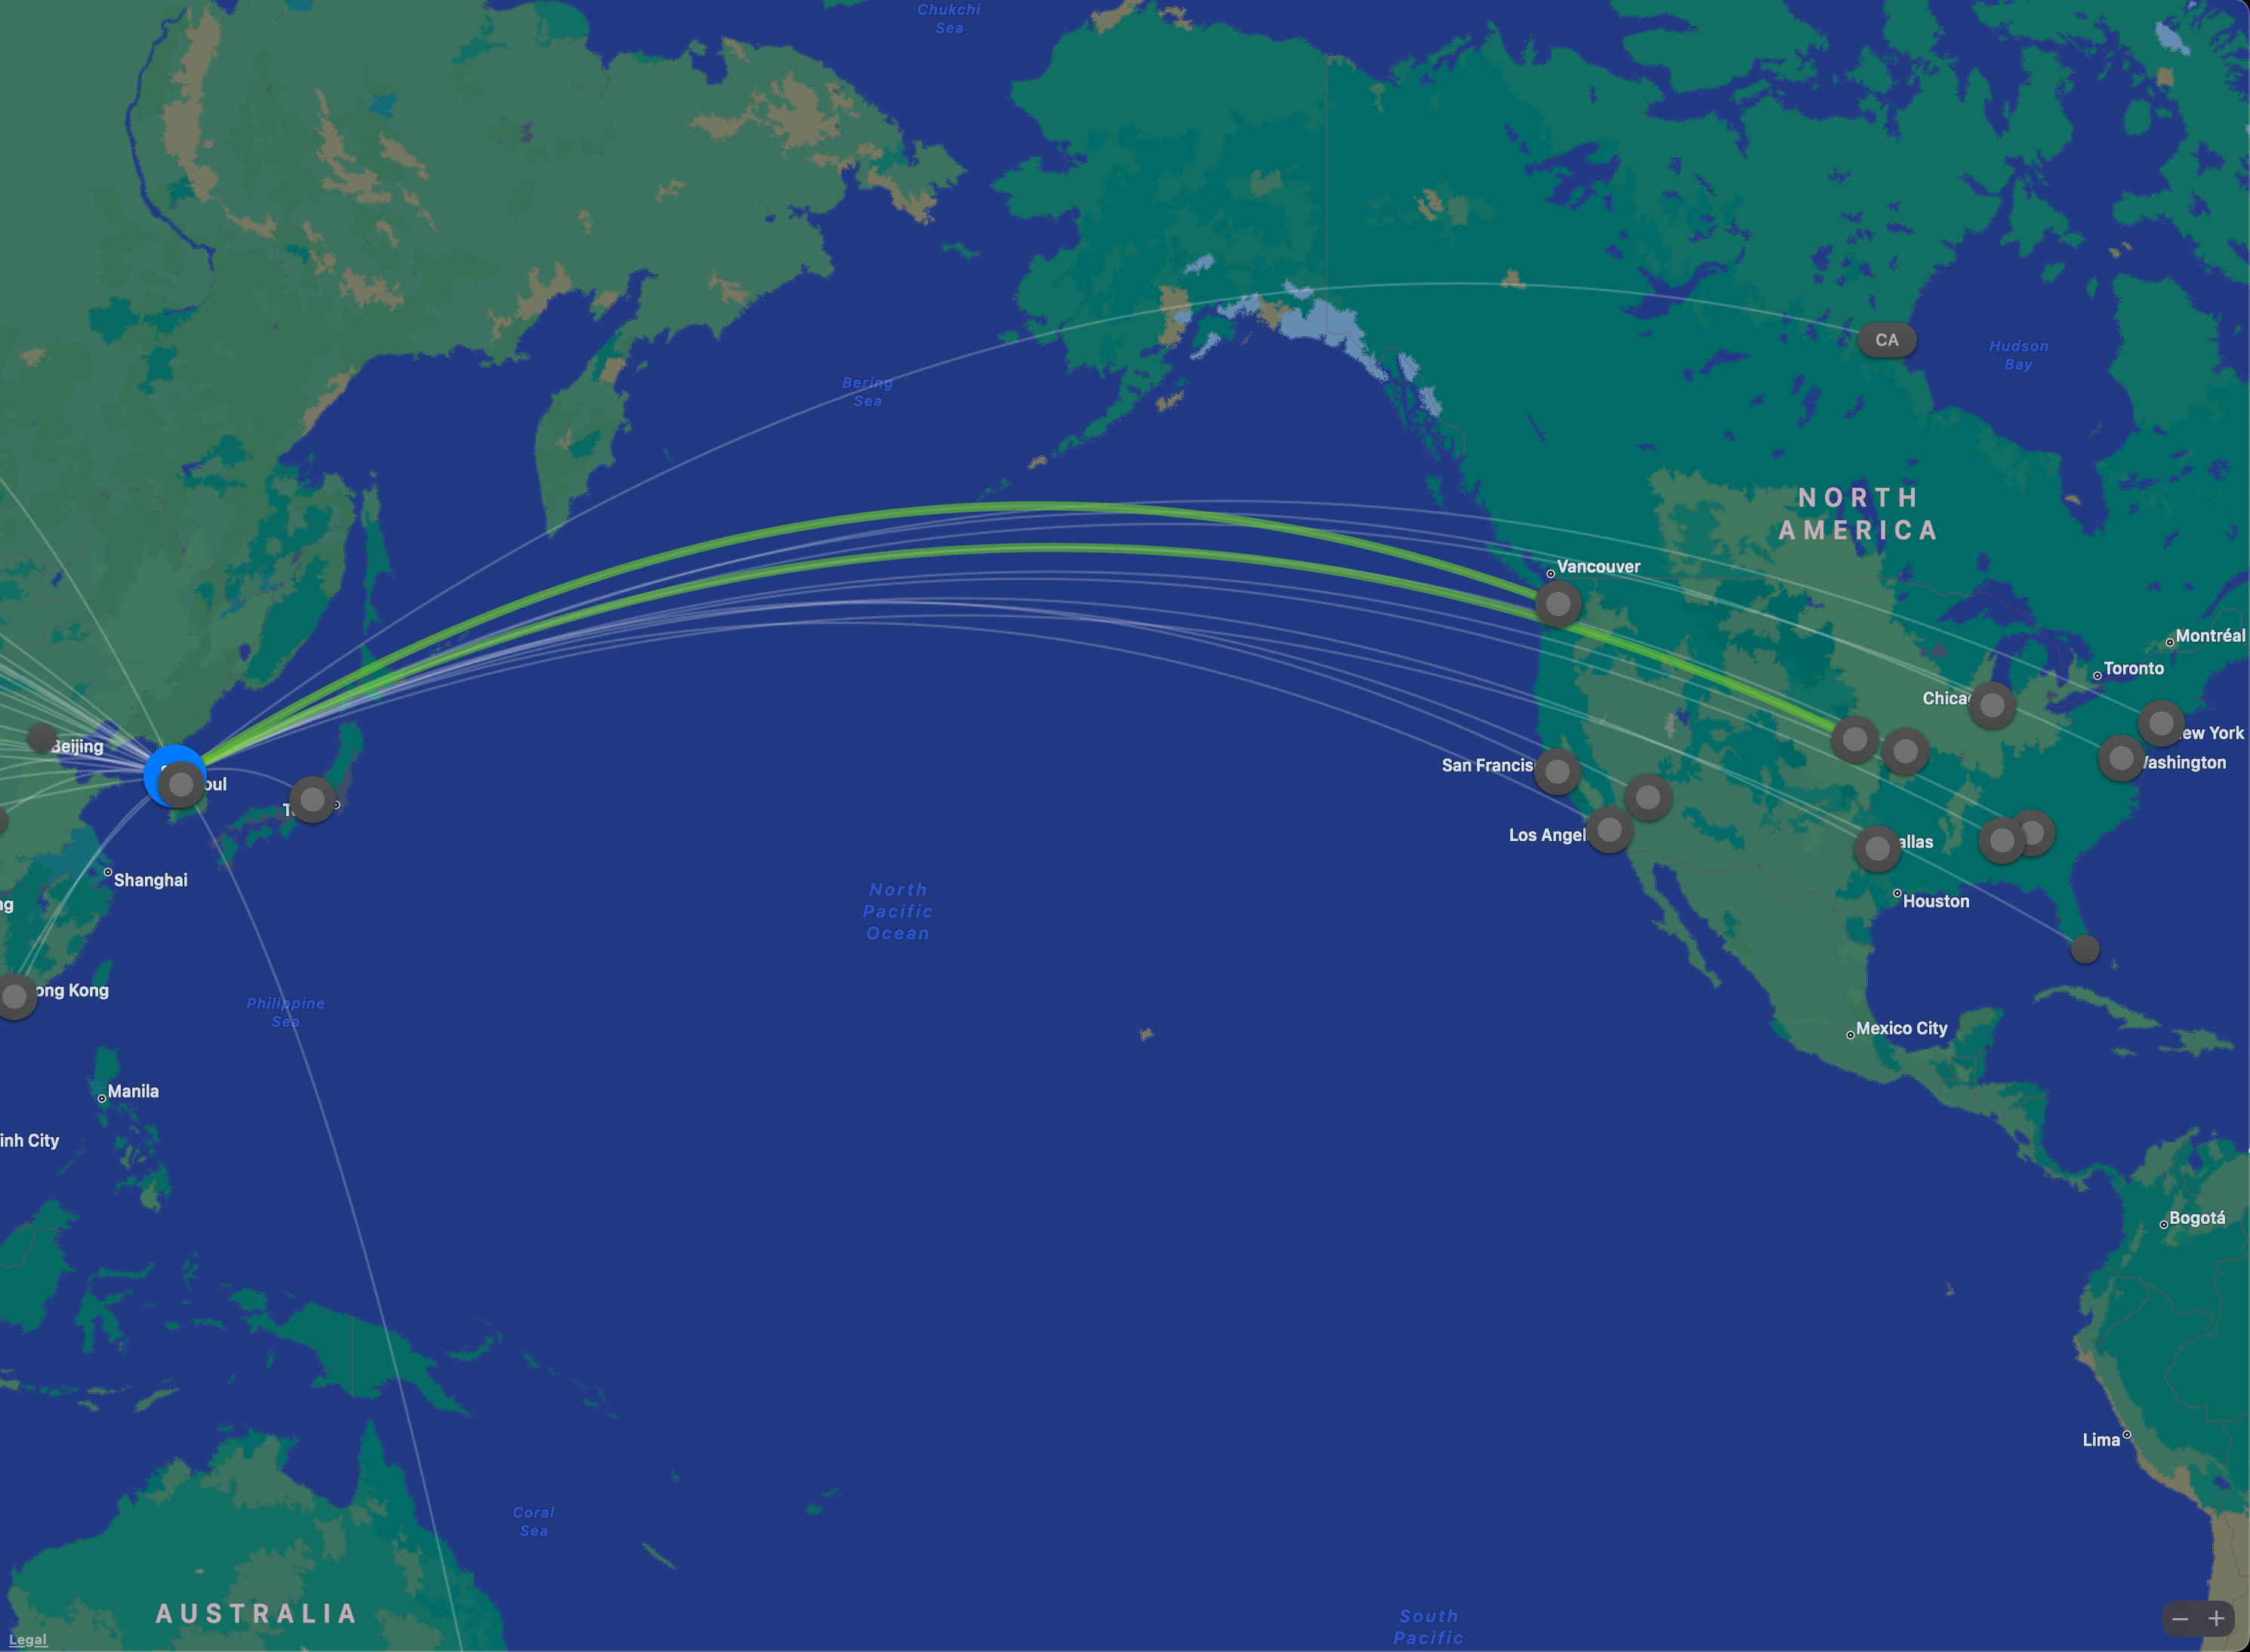 Chukchi
Sea
Bering
Sea
CA
Hudson
Bay
NORTH
AMERICA
Vancouver
Montréal
Toronto
Chica
ew York
Washington
Beijing
oul
San Francis
Los Angel
allas
Houston
Shanghai
ng
North
Pacific
Ocean
ong Kong
Philippine
Sea
Mexico City
Manila
inh City
Bogotá
Lima
Coral
Sea
AUSTRALIA
South
Pacific
Legal